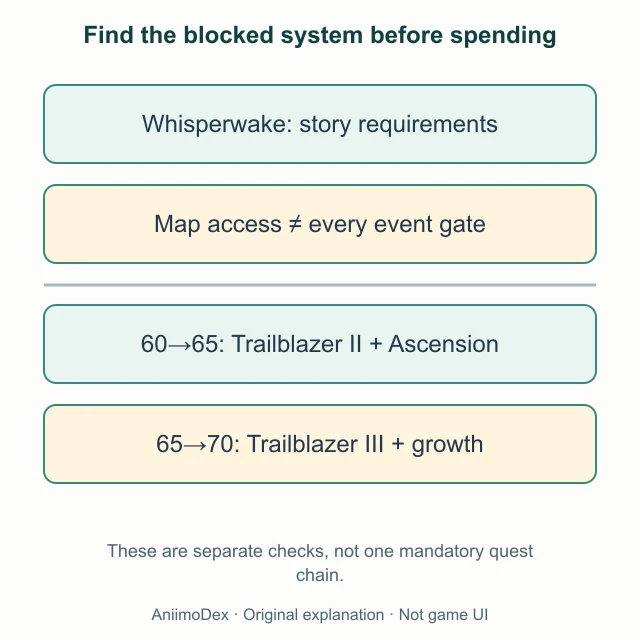 Find the blocked system before spending
Whisperwake: story requirements
Map access ≠ every event gate
60→65: Trailblazer II + Ascension
65→70: Trailblazer III + growth
These are separate checks, not one mandatory quest
chain.
AniimoDex · Original explanation · Not game UI